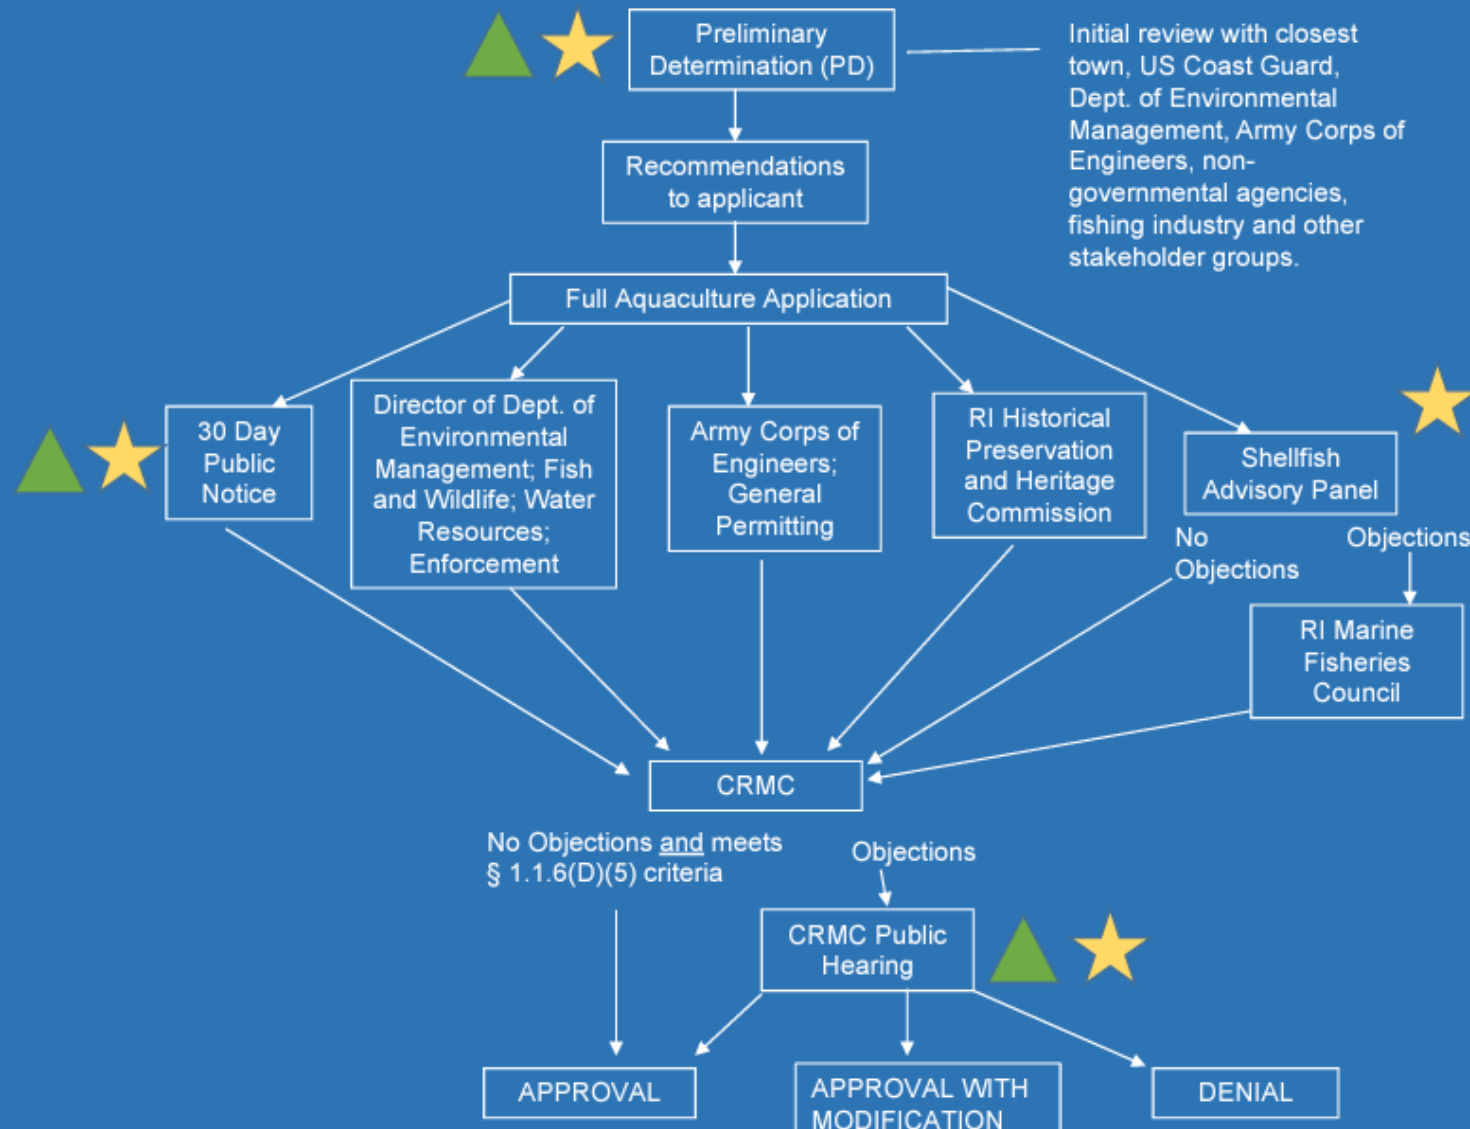 Preliminary
Determination (PD)
Initial review with closest
town, US Coast Guard,
Dept. of Environmental
Management, Army Corps of
Engineers, non-
governmental agencies,
fishing industry and other
stakeholder groups.
Recommendations
to applicant
Full Aquaculture Application
30 Day
Public
Notice
Director of Dept. of
Environmental
Management; Fish
and Wildlife; Water
Resources;
Enforcement
Army Corps of
Engineers;
General
Permitting
RI Historical
Preservation
and Heritage
Commission
Shellfish
Advisory Panel
No
Objections
Objections
RI Marine
Fisheries
Council
CRMC
No Objections and meets
§ 1.1.6(D)(5) criteria
Objections
CRMC Public
Hearing
APPROVAL
APPROVAL WITH
MODIFICATION
DENIAL